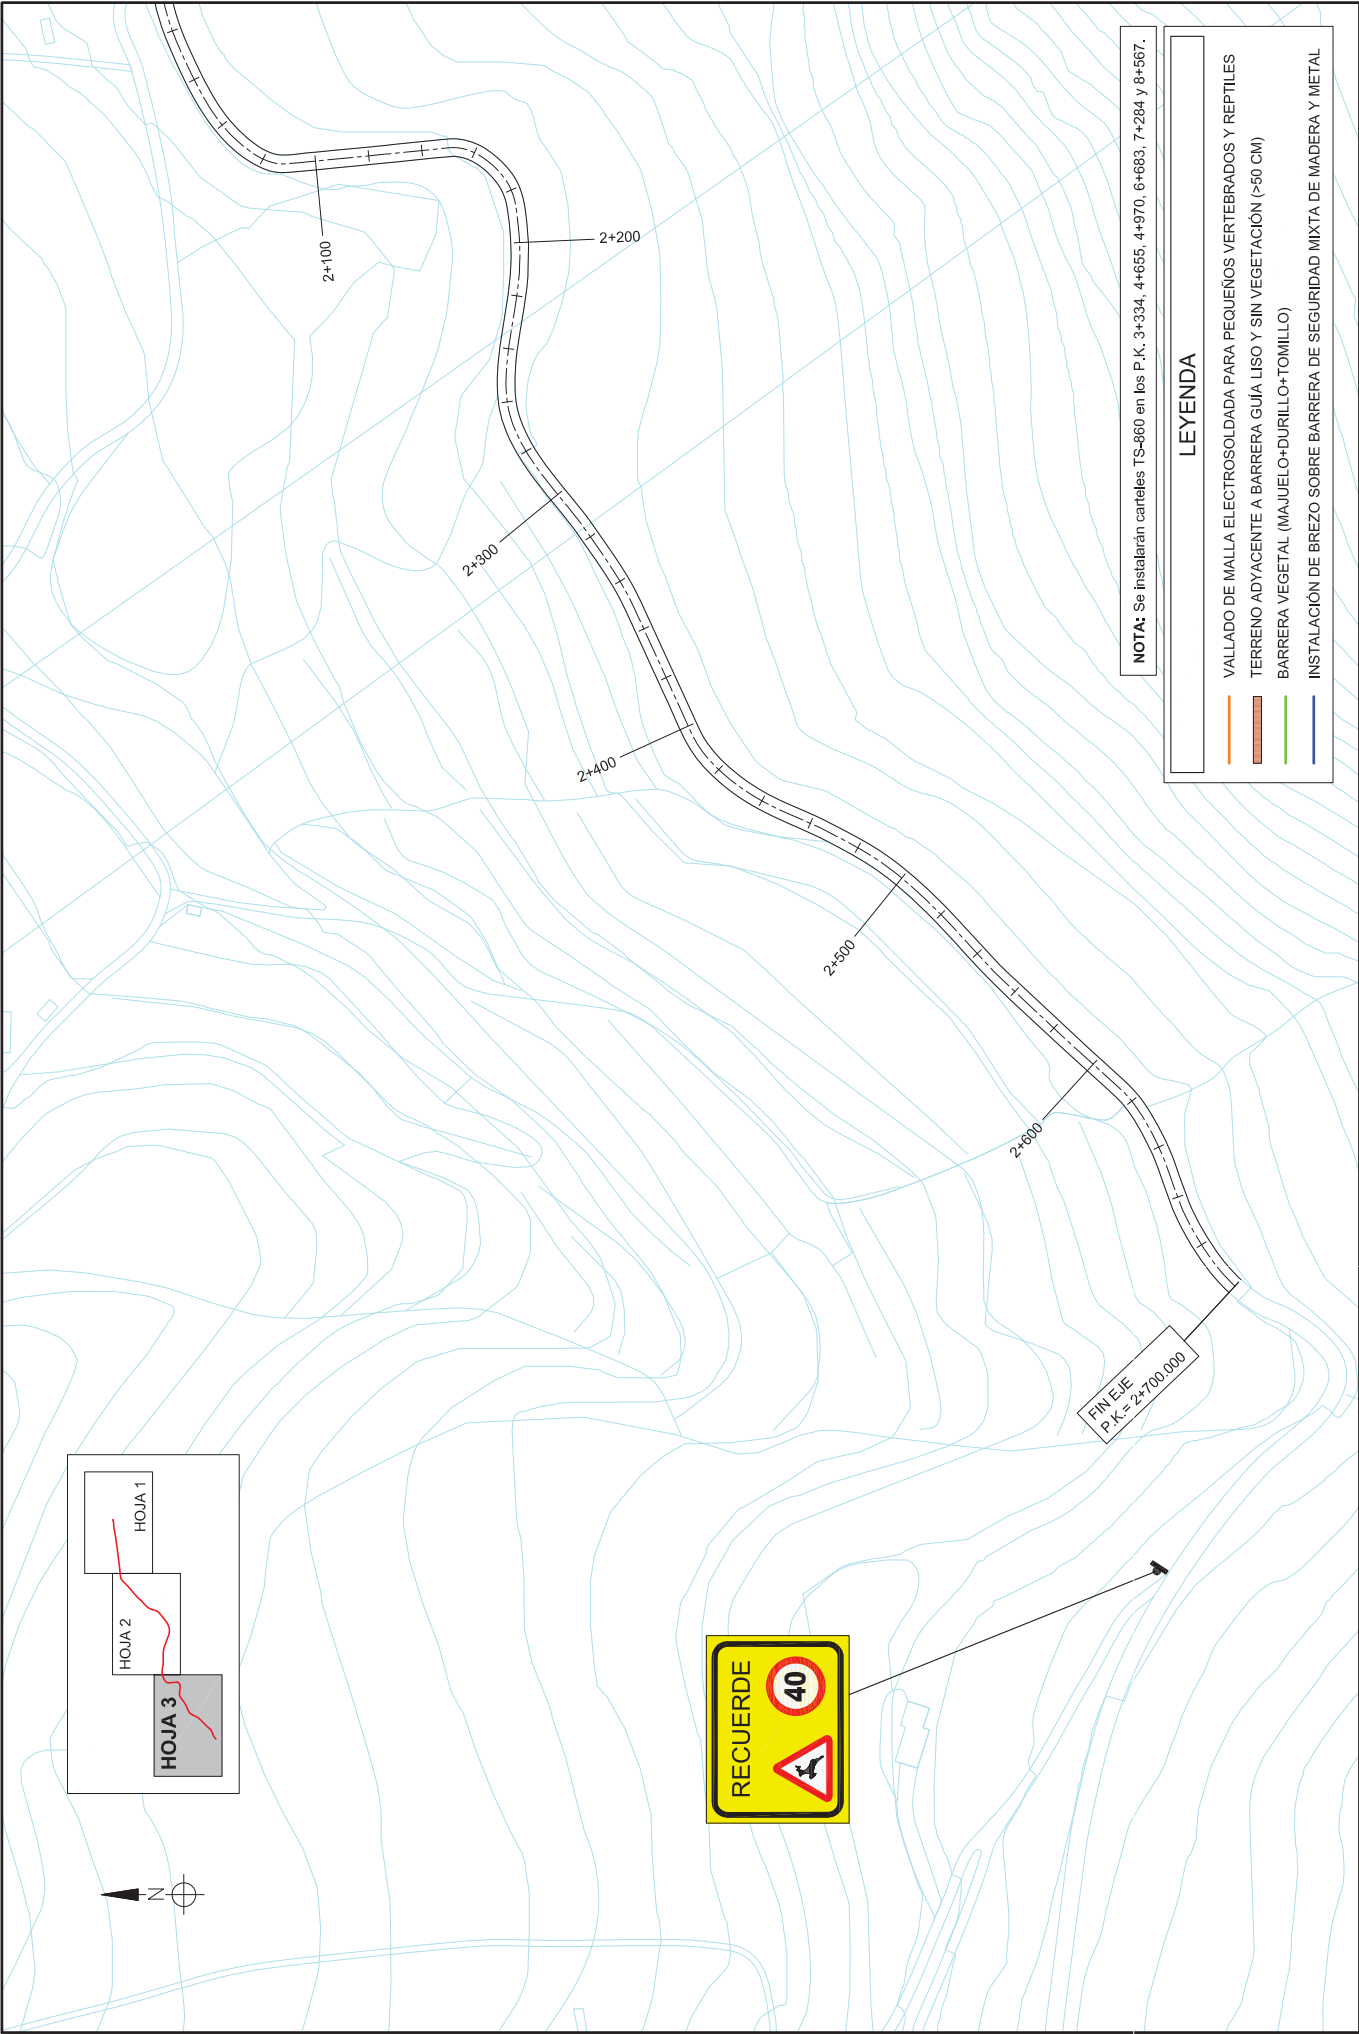 HOJA 1
HOJA 2
HOJA 3
N
2+100
2+200
2+300
2+400
2+500
2+600
FIN EJE
P.K.= 2+700.000
RECUERDE
40
NOTA: Se instalarán carteles TS-860 en los P.K. 3+334, 4+655, 4+970, 6+683, 7+284 y 8+567.
LEYENDA
VALLADO DE MALLA ELECTROSOLDADA PARA PEQUEÑOS VERTEBRADOS Y REPTILES
TERRENO ADYACENTE A BARRERA GUÍA LISO Y SIN VEGETACIÓN (>50 CM)
BARRERA VEGETAL (MAJUELO+DURILLO+TOMILLO)
INSTALACIÓN DE BREZO SOBRE BARRERA DE SEGURIDAD MIXTA DE MADERA Y METAL